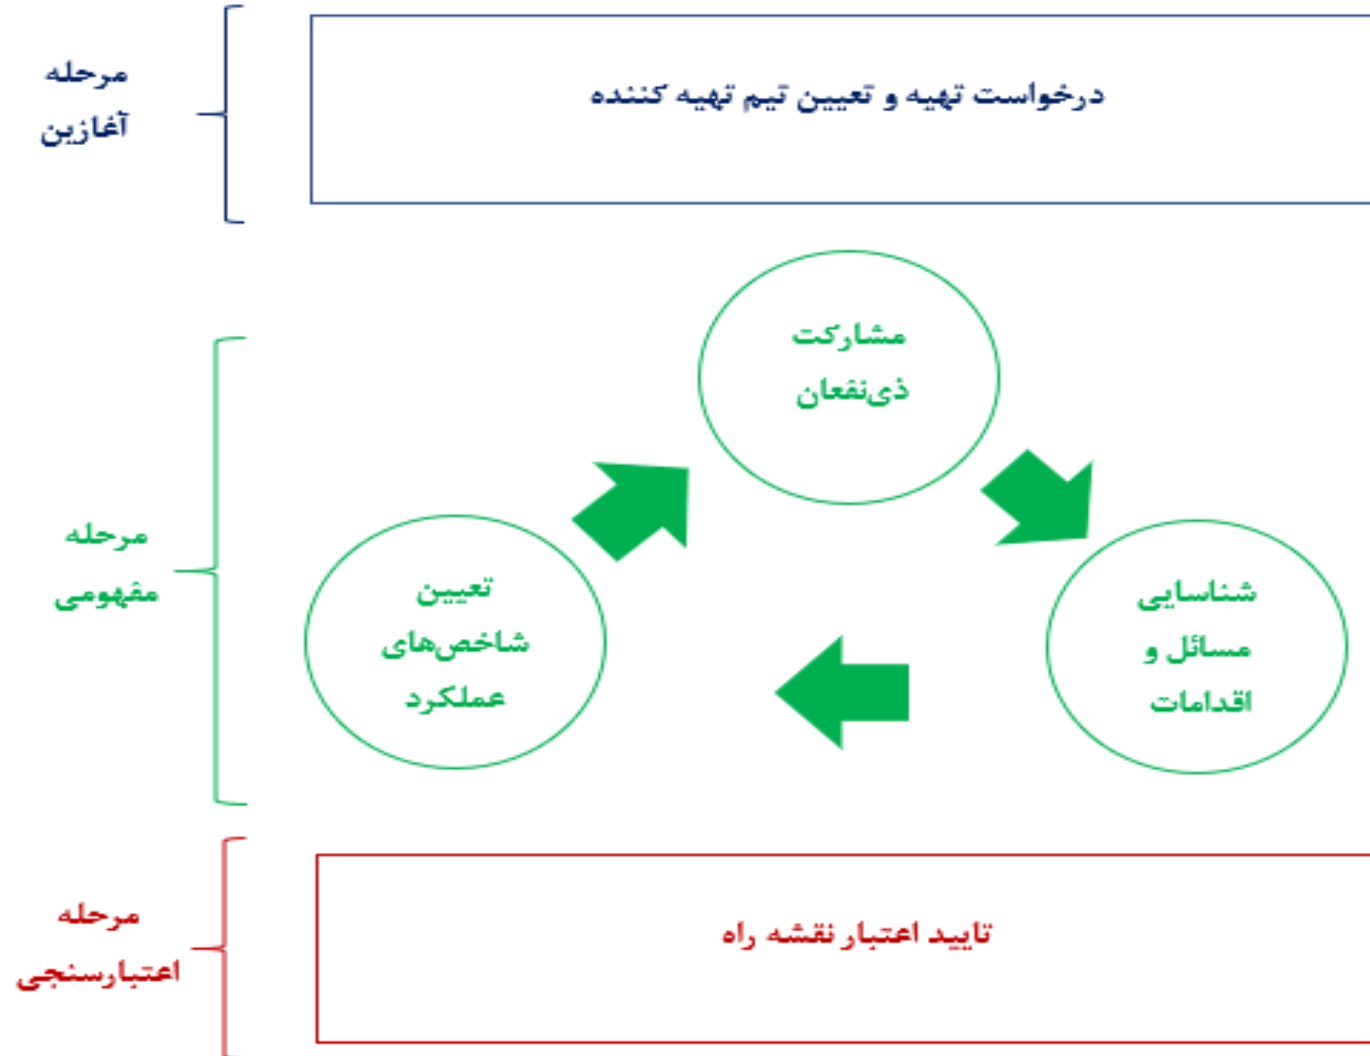 مرحله
آغازین
درخواست تهیه و تعیین تیم تهیه کننده
مشارکت
ذی‌نفعان
مرحله
مفهومی
شناسایی
مسائل و
اقدامات
تعیین
شاخص‌های
عملکرد
مرحله
اعتبارسنجی
تایید اعتبار نقشه راه